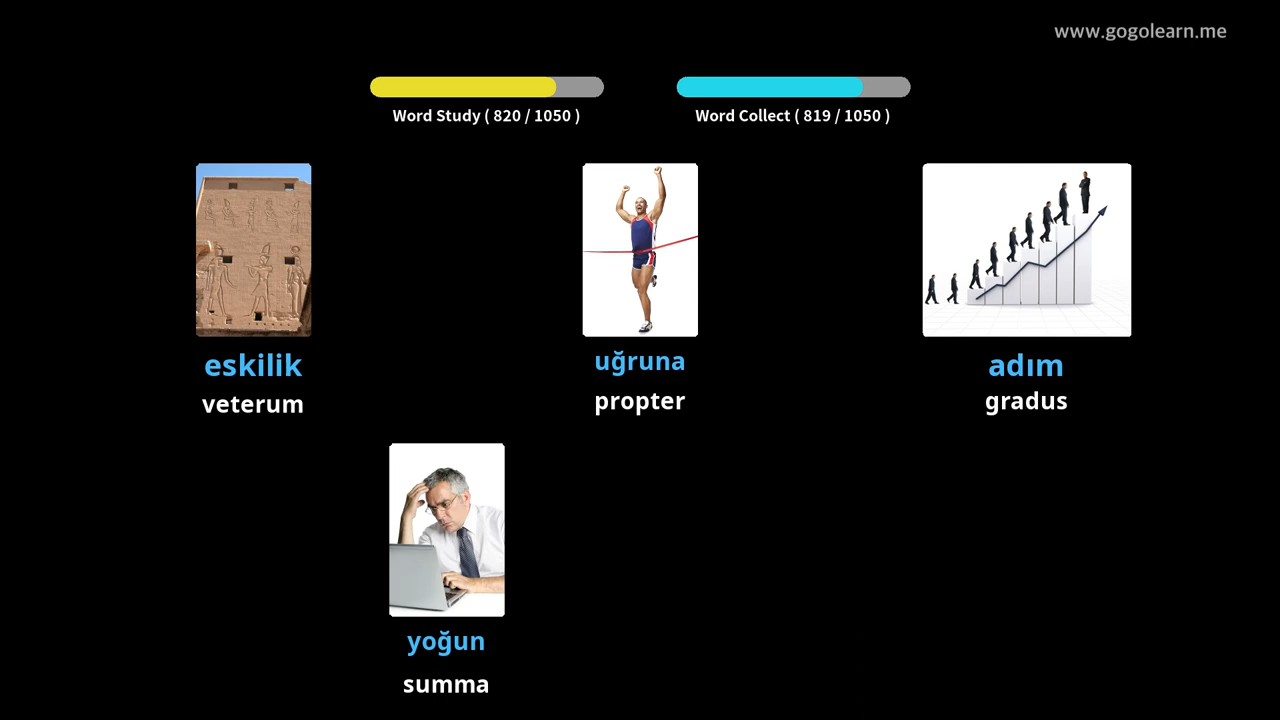 www.gogolearn.me
Word Study ( 820 / 1050 )
Word Collect ( 819 / 1050 )
eskilik
veterum
uğruna
propter
adım
gradus
yoğun
summa